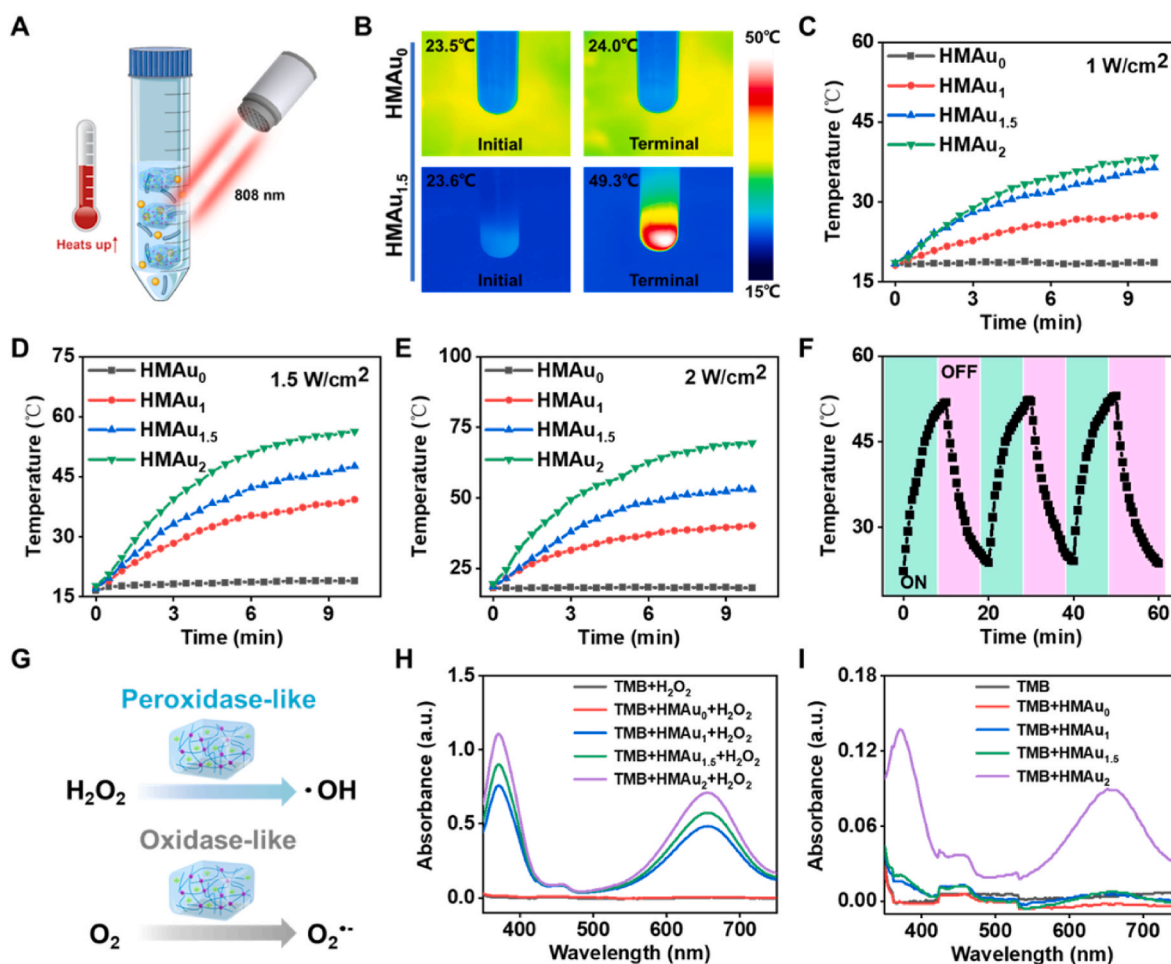 A
808 nm
Heats up↑
B
HMAu₀
HMAu₁.₅
23.5℃
Initial
24.0℃
Terminal
23.6℃
Initial
49.3℃
Terminal
50℃
15℃
C
1 W/cm²
HMAu₀
HMAu₁
HMAu₁.₅
HMAu₂
Temperature (℃)
60
45
30
15
0 3 6 9
Time (min)
D
1.5 W/cm²
HMAu₀
HMAu₁
HMAu₁.₅
HMAu₂
Temperature (℃)
75
60
45
30
15
0 3 6 9
Time (min)
E
2 W/cm²
HMAu₀
HMAu₁
HMAu₁.₅
HMAu₂
Temperature (℃)
100
75
50
25
0 3 6 9
Time (min)
F
OFF
ON
Temperature (℃)
60
45
30
0 20 40 60
Time (min)
G
Peroxidase-like
H₂O₂
·OH
Oxidase-like
O₂
O₂•-
H
TMB+H₂O₂
TMB+HMAu₀+H₂O₂
TMB+HMAu₁+H₂O₂
TMB+HMAu₁.₅+H₂O₂
TMB+HMAu₂+H₂O₂
Absorbance (a.u.)
1.5
1.0
0.5
0.0
400 500 600 700
Wavelength (nm)
I
TMB
TMB+HMAu₀
TMB+HMAu₁
TMB+HMAu₁.₅
TMB+HMAu₂
Absorbance (a.u.)
0.18
0.12
0.06
0.00
400 500 600 700
Wavelength (nm)